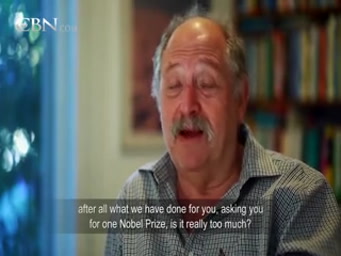 CBN.COM
after all what we have done for you, asking you
for one Nobel Prize, is it really too much?